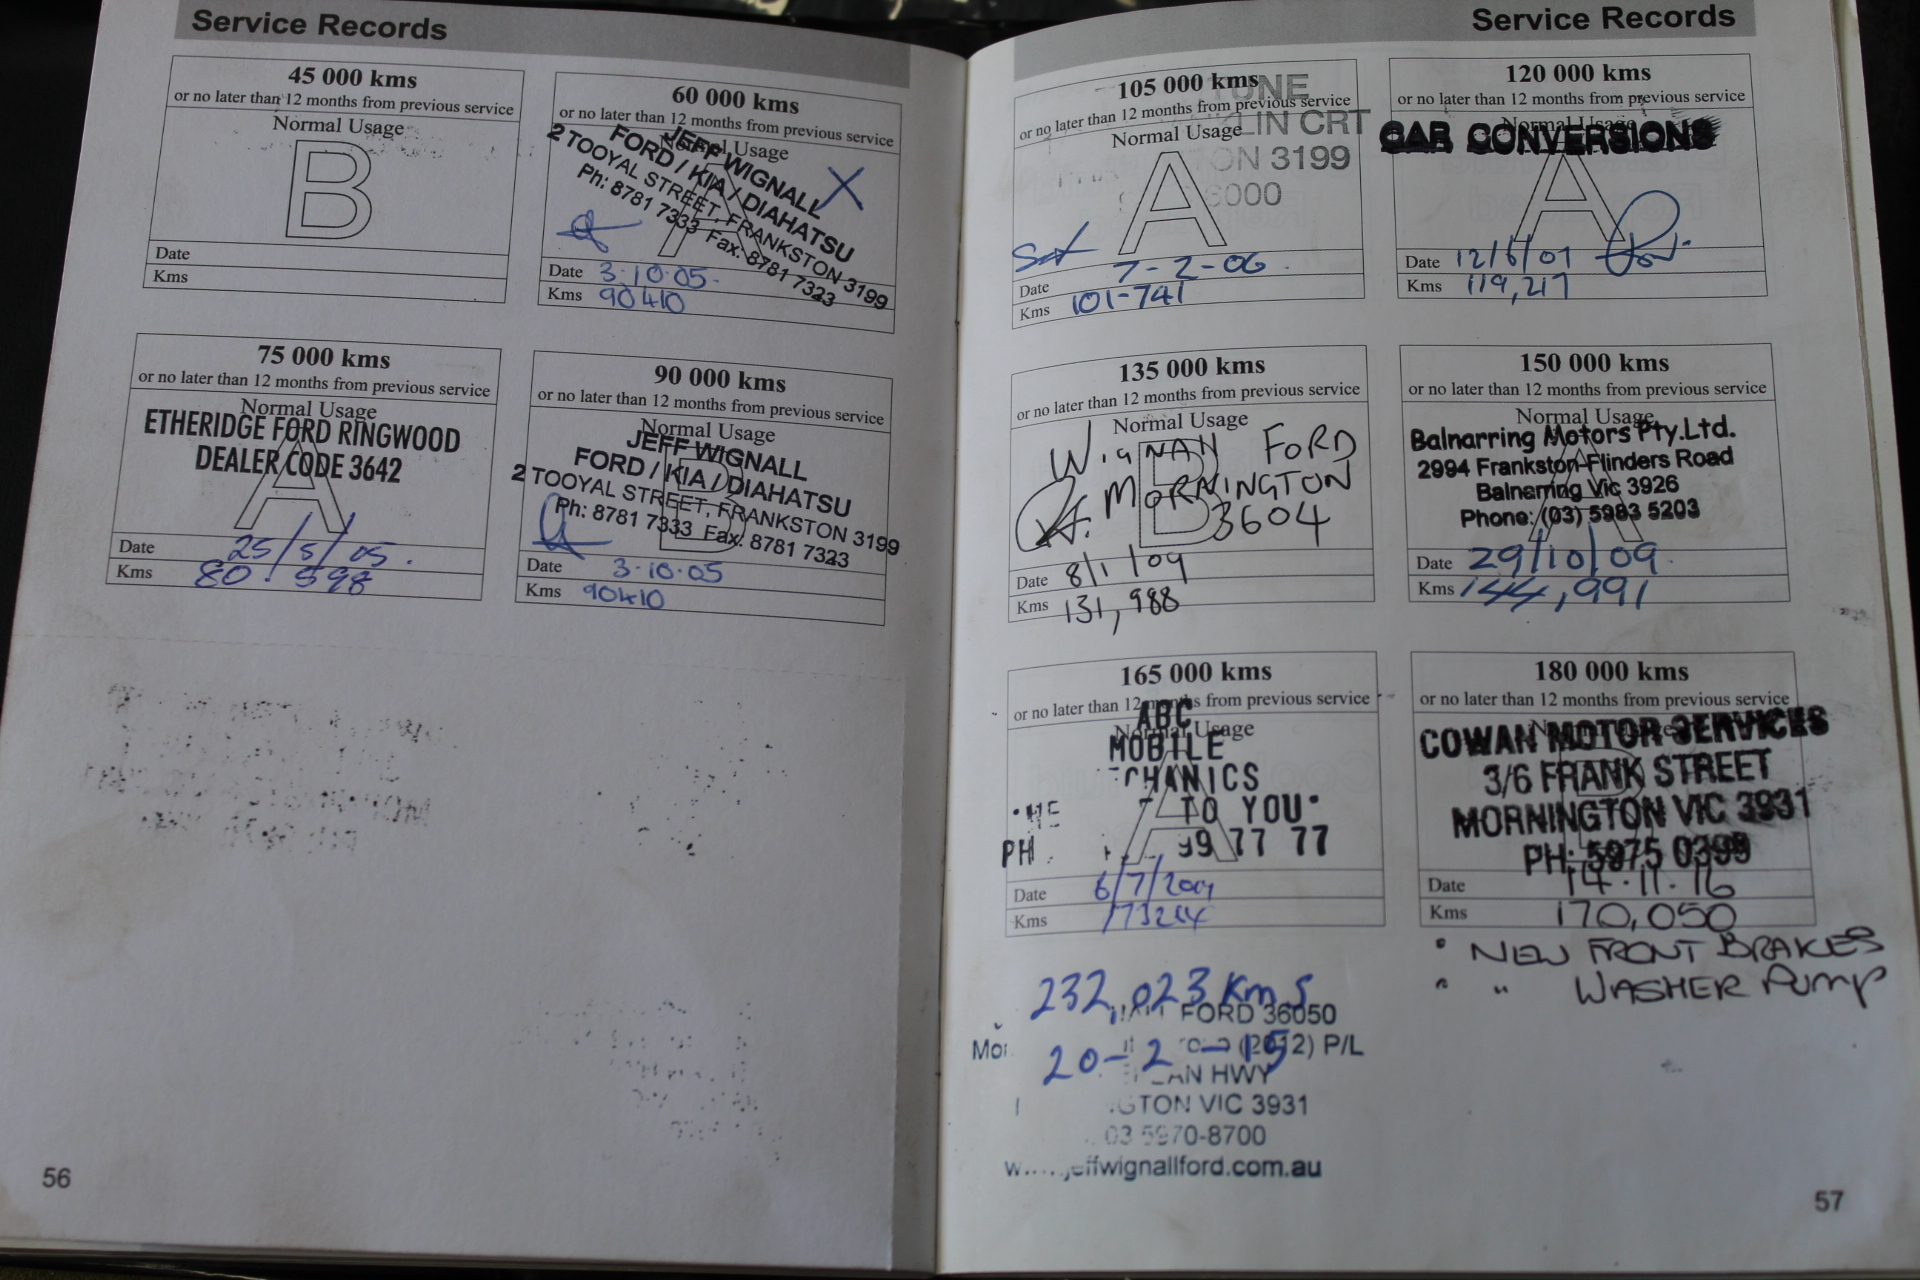 Service Records
45 000 kms
or no later than 12 months from previous service
Normal Usage
B
Date
Kms
60 000 kms
or no later than 12 months from previous service
Normal Usage
JEFF WIGNALL
FORD / KIA / DIAHATSU
2 TOOYAL STREET, FRANKSTON 3199
Ph: 8781 7333 Fax: 8781 7323
A
X
Date 3.10.05.
Kms 90410
75 000 kms
or no later than 12 months from previous service
Normal Usage
ETHERIDGE FORD RINGWOOD
DEALER CODE 3642
A
Date 25/5/05.
Kms 80.598
90 000 kms
or no later than 12 months from previous service
Normal Usage
JEFF WIGNALL
FORD / KIA / DIAHATSU
2 TOOYAL STREET, FRANKSTON 3199
Ph: 8781 7333 Fax: 8781 7323
B
Date 3.10.05
Kms 90410
56
Service Records
105 000 kms
or no later than 12 months from previous service
Normal Usage
CRT
3199
A
Date 7-2-06
Kms 101-741
120 000 kms
or no later than 12 months from previous service
Normal Usage
CAR CONVERSIONS
A
Date 12/6/07
Kms 119,217
135 000 kms
or no later than 12 months from previous service
Normal Usage
WIGNAN FORD
MORNINGTON
3604
B
Date 8/1/09
Kms 131,988
150 000 kms
or no later than 12 months from previous service
Normal Usage
Balnarring Motors Pty.Ltd.
2994 Frankston-Flinders Road
Balnarring Vic 3926
Phone: (03) 5983 5203
A
Date 29/10/09
Kms 144,991
165 000 kms
or no later than 12 months from previous service
Normal Usage
ABC
MOBILE
TO YOU"
PH 77 77
A
Date
Kms
180 000 kms
or no later than 12 months from previous service
COWAN MOTOR SERVICES
3/6 FRANK STREET
MORNINGTON VIC 3931
PH: 5975 0399
Date 14.11.16
Kms 170,050
• NEW FRONT BRAKES
" " WASHER PUMP
232,023 Kms
FORD 36050
20-2-15
(2012) P/L
HWY
VIC 3931
03 5970-8700
57